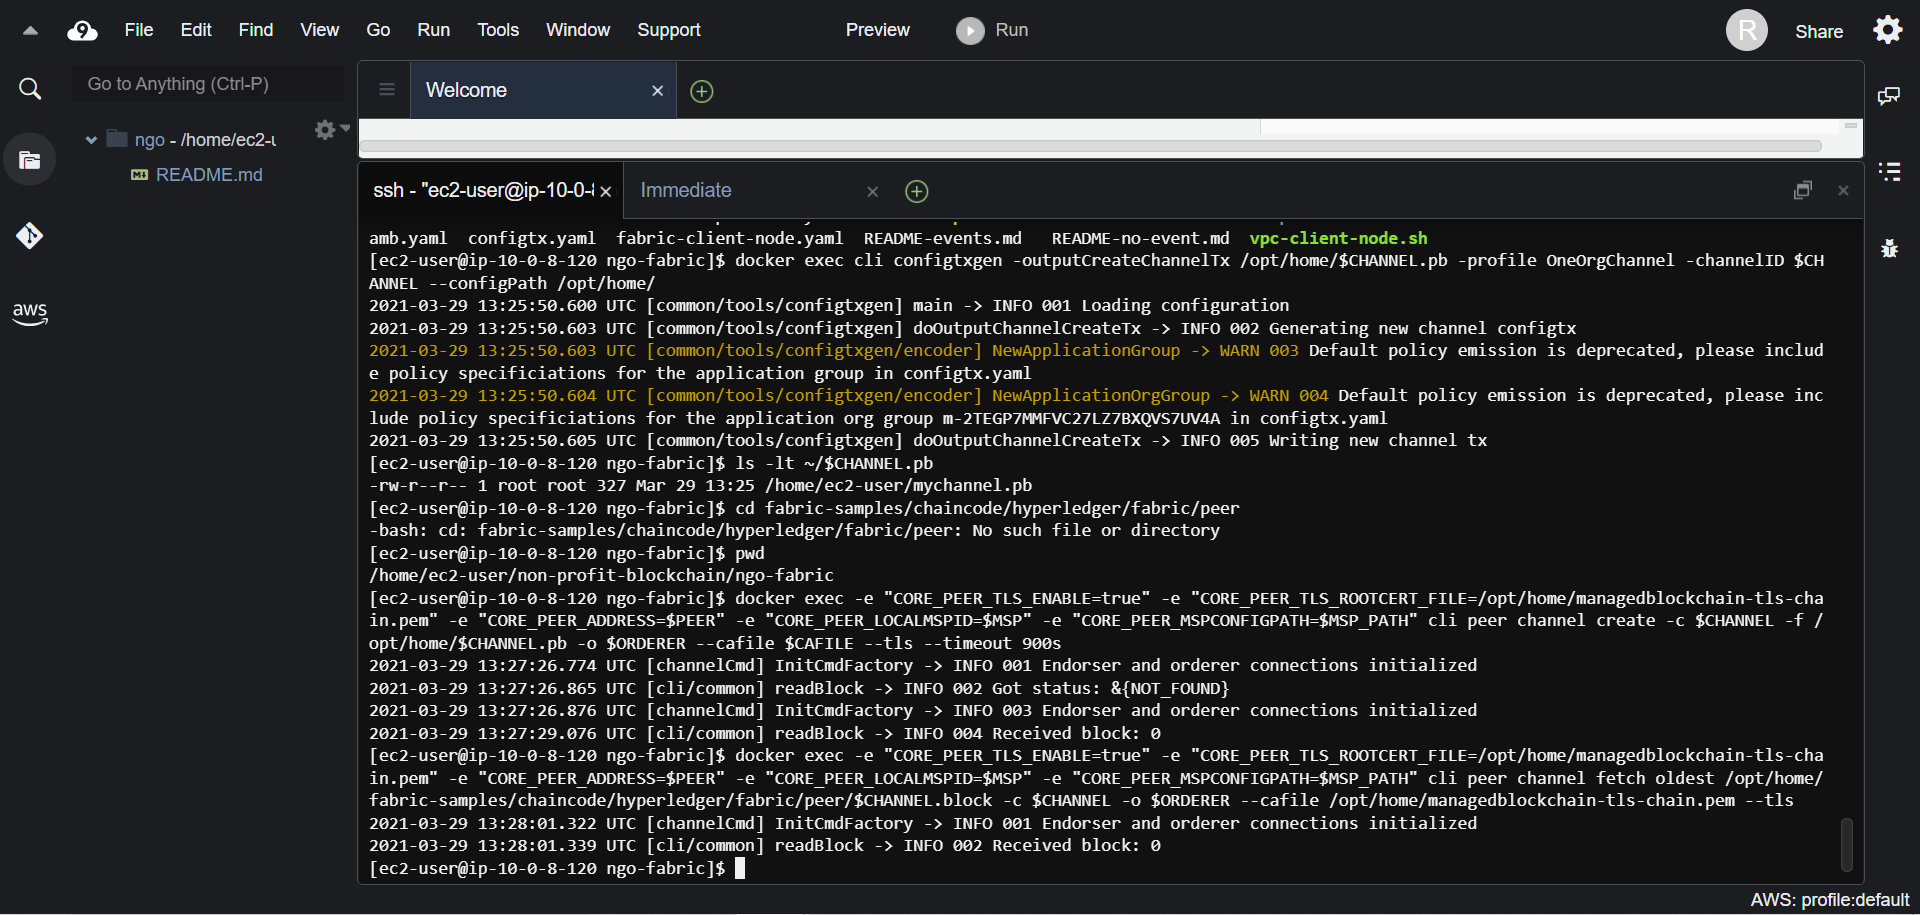 9 File Edit Find View Go Run Tools Window Support Preview Run R Share
Go to Anything (Ctrl-P)
Welcome
ngo - /home/ec2-u
README.md
aws
ssh - "ec2-user@ip-10-0-8 Immediate
amb.yaml configtx.yaml fabric-client-node.yaml README-events.md README-no-event.md vpc-client-node.sh
[ec2-user@ip-10-0-8-120 ngo-fabric]$ docker exec cli configtxgen -outputCreateChannelTx /opt/home/$CHANNEL.pb -profile OneOrgChannel -channelID $CH
ANNEL --configPath /opt/home/
2021-03-29 13:25:50.600 UTC [common/tools/configtxgen] main -> INFO 001 Loading configuration
2021-03-29 13:25:50.603 UTC [common/tools/configtxgen] doOutputChannelCreateTx -> INFO 002 Generating new channel configtx
2021-03-29 13:25:50.603 UTC [common/tools/configtxgen/encoder] NewApplicationGroup -> WARN 003 Default policy emission is deprecated, please includ
e policy specificiations for the application group in configtx.yaml
2021-03-29 13:25:50.604 UTC [common/tools/configtxgen/encoder] NewApplicationOrgGroup -> WARN 004 Default policy emission is deprecated, please inc
lude policy specificiations for the application org group m-2TEGP7MMFVC27LZ7BXQVS7UV4A in configtx.yaml
2021-03-29 13:25:50.605 UTC [common/tools/configtxgen] doOutputChannelCreateTx -> INFO 005 Writing new channel tx
[ec2-user@ip-10-0-8-120 ngo-fabric]$ ls -lt ~/$CHANNEL.pb
-rw-r--r-- 1 root root 327 Mar 29 13:25 /home/ec2-user/mychannel.pb
[ec2-user@ip-10-0-8-120 ngo-fabric]$ cd fabric-samples/chaincode/hyperledger/fabric/peer
-bash: cd: fabric-samples/chaincode/hyperledger/fabric/peer: No such file or directory
[ec2-user@ip-10-0-8-120 ngo-fabric]$ pwd
/home/ec2-user/non-profit-blockchain/ngo-fabric
[ec2-user@ip-10-0-8-120 ngo-fabric]$ docker exec -e "CORE_PEER_TLS_ENABLE=true" -e "CORE_PEER_TLS_ROOTCERT_FILE=/opt/home/managedblockchain-tls-cha
in.pem" -e "CORE_PEER_ADDRESS=$PEER" -e "CORE_PEER_LOCALMSPID=$MSP" -e "CORE_PEER_MSPCONFIGPATH=$MSP_PATH" cli peer channel create -c $CHANNEL -f /
opt/home/$CHANNEL.pb -o $ORDERER --cafile $CAFILE --tls --timeout 900s
2021-03-29 13:27:26.774 UTC [channelCmd] InitCmdFactory -> INFO 001 Endorser and orderer connections initialized
2021-03-29 13:27:26.865 UTC [cli/common] readBlock -> INFO 002 Got status: &{NOT_FOUND}
2021-03-29 13:27:26.876 UTC [channelCmd] InitCmdFactory -> INFO 003 Endorser and orderer connections initialized
2021-03-29 13:27:29.076 UTC [cli/common] readBlock -> INFO 004 Received block: 0
[ec2-user@ip-10-0-8-120 ngo-fabric]$ docker exec -e "CORE_PEER_TLS_ENABLE=true" -e "CORE_PEER_TLS_ROOTCERT_FILE=/opt/home/managedblockchain-tls-cha
in.pem" -e "CORE_PEER_ADDRESS=$PEER" -e "CORE_PEER_LOCALMSPID=$MSP" -e "CORE_PEER_MSPCONFIGPATH=$MSP_PATH" cli peer channel fetch oldest /opt/home/
fabric-samples/chaincode/hyperledger/fabric/peer/$CHANNEL.block -c $CHANNEL -o $ORDERER --cafile /opt/home/managedblockchain-tls-chain.pem --tls
2021-03-29 13:28:01.322 UTC [channelCmd] InitCmdFactory -> INFO 001 Endorser and orderer connections initialized
2021-03-29 13:28:01.339 UTC [cli/common] readBlock -> INFO 002 Received block: 0
[ec2-user@ip-10-0-8-120 ngo-fabric]$
AWS: profile:default